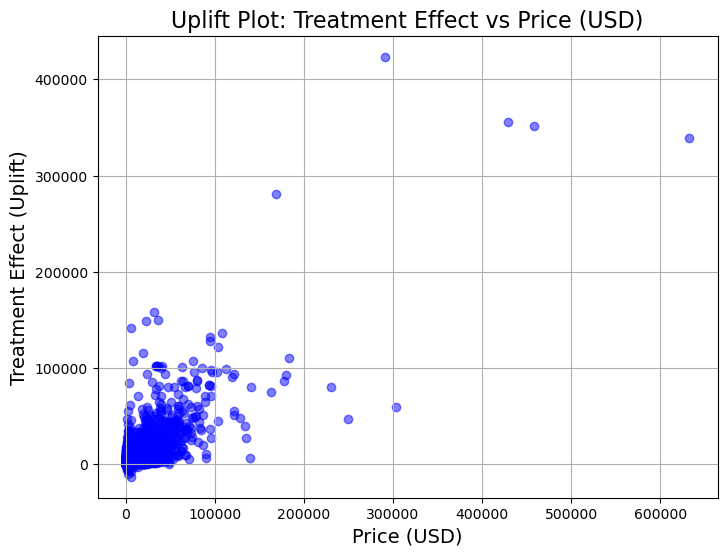 Uplift Plot: Treatment Effect vs Price (USD)
400000
300000
200000
100000
0
Treatment Effect (Uplift)
0 100000 200000 300000 400000 500000 600000
Price (USD)